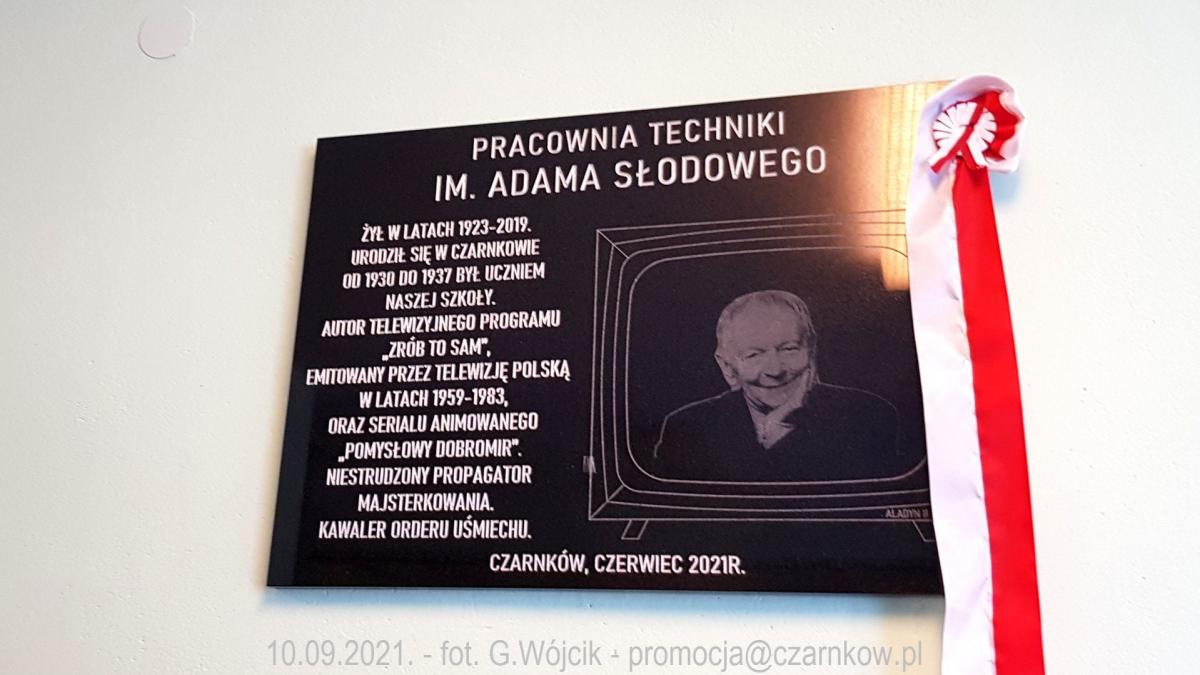 PRACOWNIA TECHNIKI
IM. ADAMA SŁODOWEGO
ŻYŁ W LATACH 1923-2019.
URODZIŁ SIĘ W CZARNKOWIE
OD 1930 DO 1937 BYŁ UCZNIEM
NASZEJ SZKOŁY.
AUTOR TELEWIZYJNEGO PROGRAMU
„ZRÓB TO SAM”,
EMITOWANY PRZEZ TELEWIZJĘ POLSKĄ
W LATACH 1959-1983,
ORAZ SERIALU ANIMOWANEGO
„POMYSŁOWY DOBROMIR”.
NIESTRUDZONY PROPAGATOR
MAJSTERKOWANIA.
KAWALER ORDERU UŚMIECHU.
ALADYN II
CZARNKÓW, CZERWIEC 2021R.
10.09.2021. - fot. G.Wójcik - promocja@czarnkow.pl